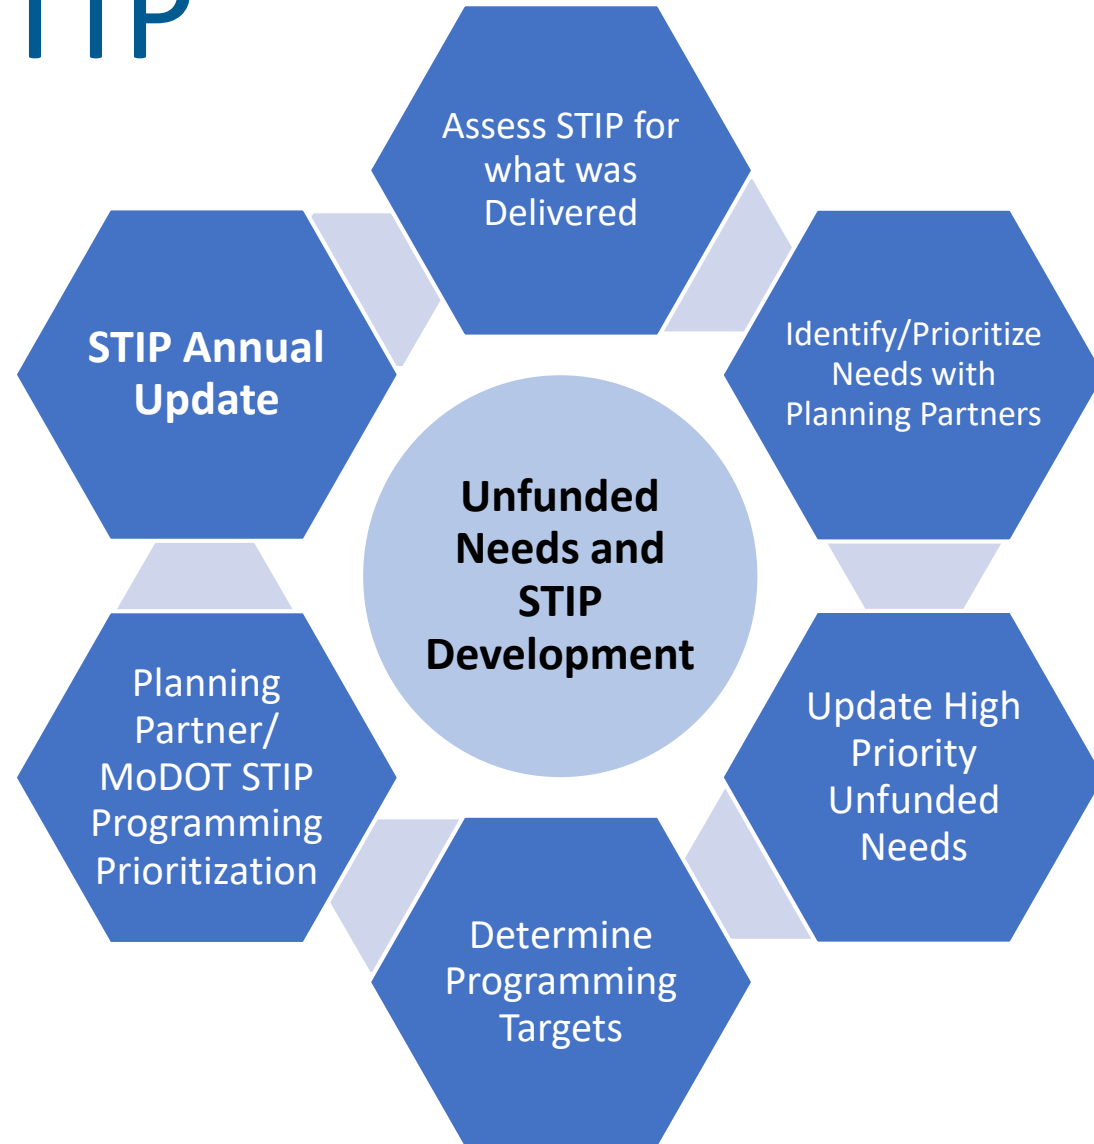 Assess STIP for
what was
Delivered
Identify/Prioritize
Needs with
Planning Partners
Update High
Priority
Unfunded
Needs
Determine
Programming
Targets
Planning
Partner/
MoDOT STIP
Programming
Prioritization
STIP Annual
Update
Unfunded
Needs and
STIP
Development